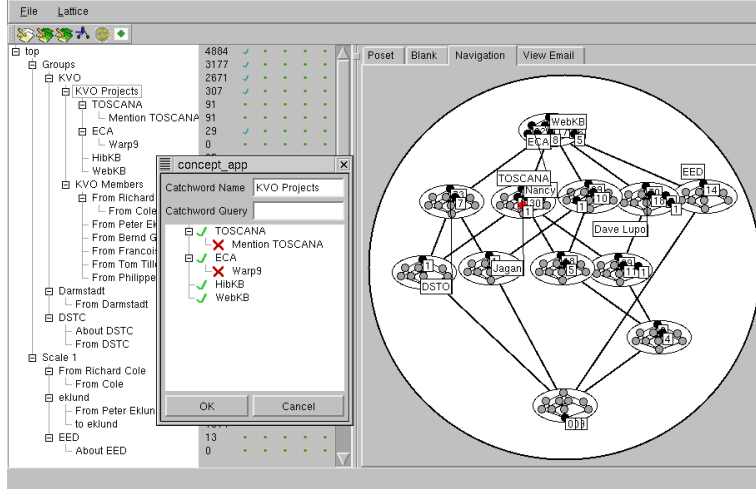 File Lattice
top 4884
Groups 3177
KVO 2671
KVO Projects 307
TOSCANA 91
Mention TOSCANA 91
ECA 29
Warp9 0
HibKB
WebKB
KVO Members
From Richard
From Cole
From Peter Ek
From Bernd G
From Francois
From Tom Tille
From Philippe
Darmstadt
From Darmstadt
DSTC
About DSTC
From DSTC
Scale 1
From Richard Cole
From Cole
eklund
From Peter Eklun
to eklund
EED 13
About EED 0
concept_app
Catchword Name KVO Projects
Catchword Query
TOSCANA
Mention TOSCANA
ECA
Warp9
HibKB
WebKB
OK Cancel
Poset Blank Navigation View Email
WebKB
ECA 8 5
TOSCANA
EED
Nancy
14
7
30
10
18
1
1
1
Dave Lupo
1
Jagan
5
11 1
DSTO
4